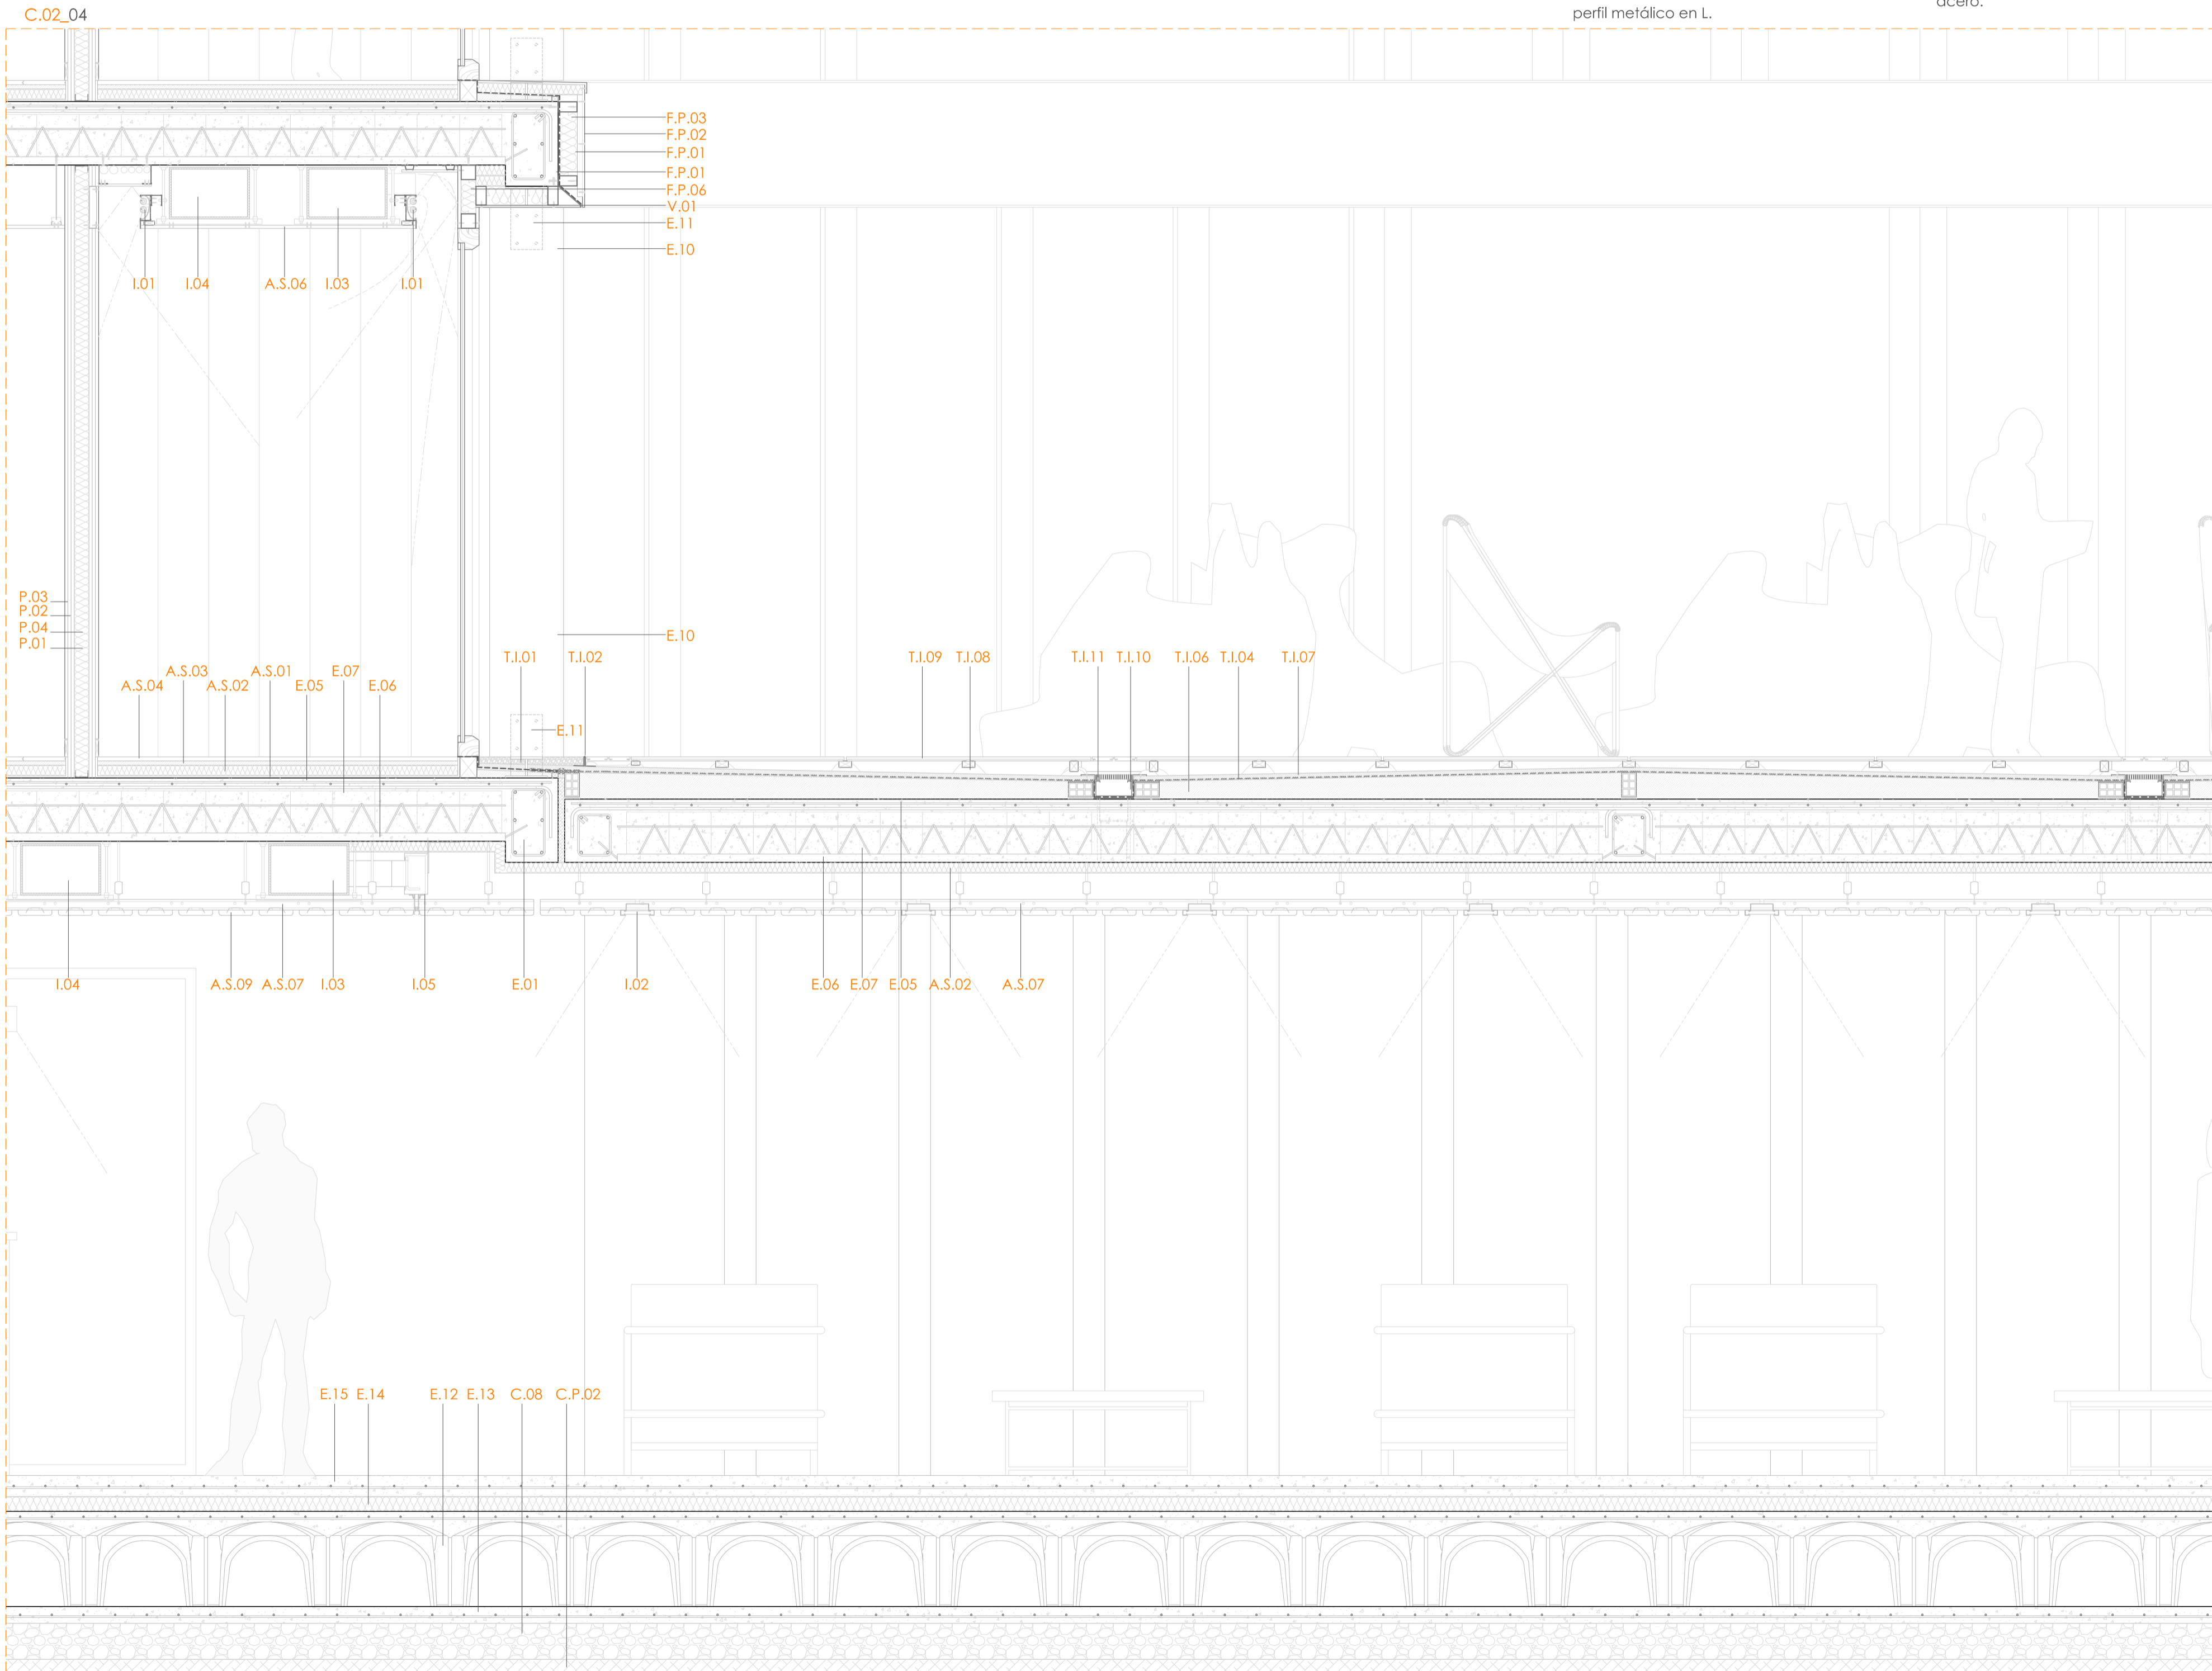 acero.
perfil metálico en L.
C.02_04
F.P.03
F.P.02
F.P.01
F.P.01
F.P.06
V.01
E.11
E.10
I.01 I.04 A.S.06 I.03 I.01
P.03
P.02
P.04
P.01
E.10
A.S.04 A.S.03 A.S.02 A.S.01 E.05 E.07 E.06
T.I.01 T.I.02 T.I.09 T.I.08 T.I.11 T.I.10 T.I.06 T.I.04 T.I.07
E.11
I.04 A.S.09 A.S.07 I.03 I.05 E.01 I.02 E.06 E.07 E.05 A.S.02 A.S.07
E.15 E.14 E.12 E.13 C.08 C.P.02